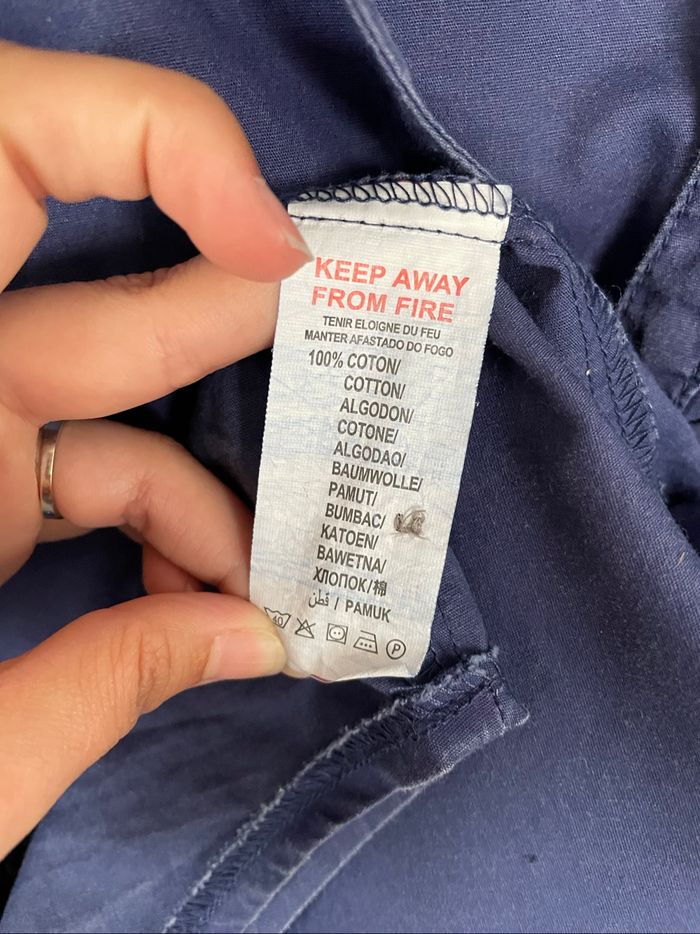 KEEP AWAY
FROM FIRE
TENIR ELOIGNE DU FEU
MANTER AFASTADO DO FOGO
100% COTON/
COTTON/
ALGODON/
COTONE/
ALGODAO/
BAUMWOLLE/
PAMUT/
BUMBAC/
KATOEN/
BAWEŁNA/
ХЛОПОК/棉
قطن / PAMUK
40 P